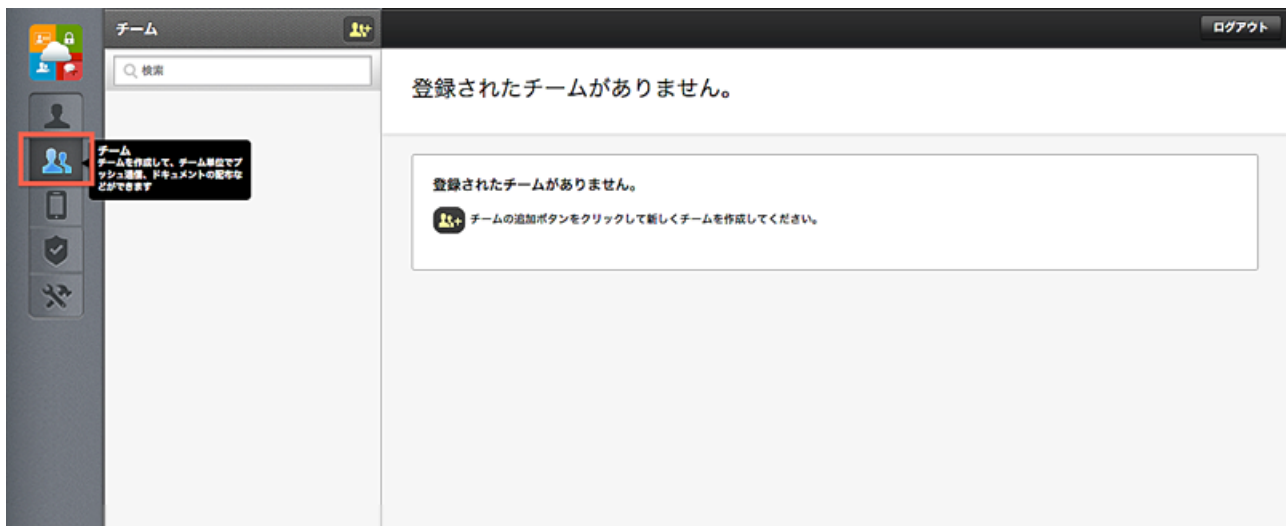 チーム
ログアウト
検索
登録されたチームがありません。
チーム
チームを作成して、チーム単位でプ
ッシュ通信、ドキュメントの配布な
どができます
登録されたチームがありません。
チームの追加ボタンをクリックして新しくチームを作成してください。